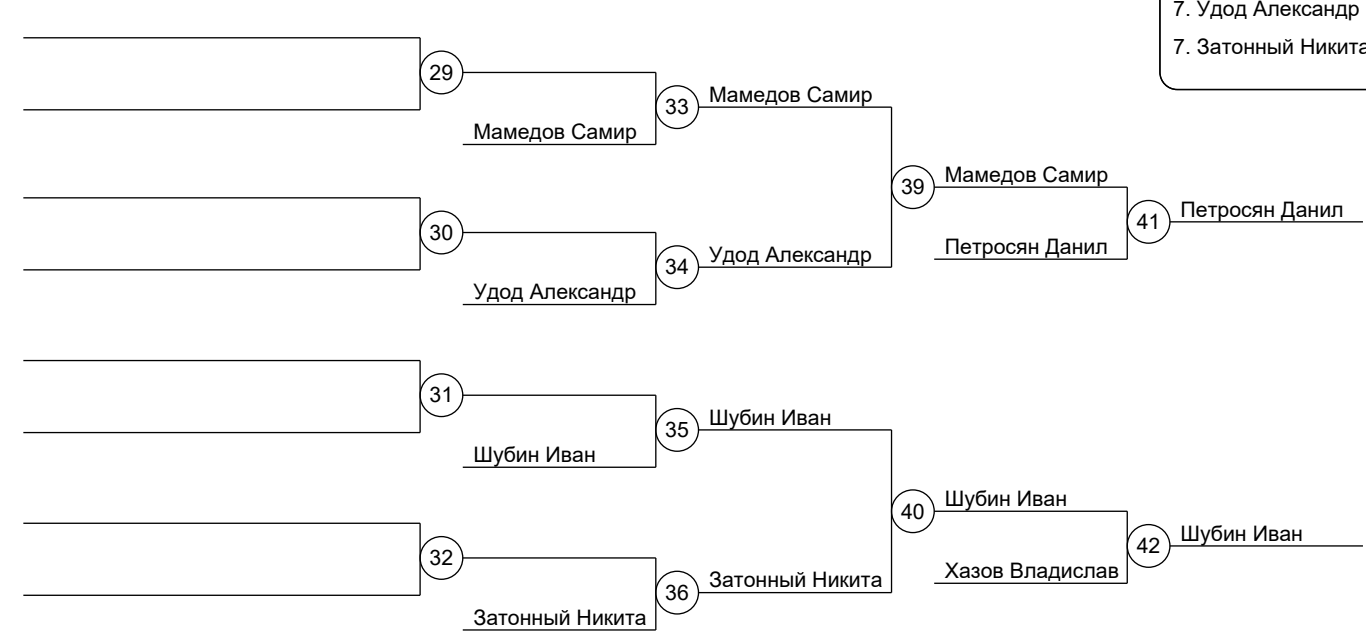 7. Удод Александр
7. Затонный Никита
29
Мамедов Самир
33
Мамедов Самир
39
Мамедов Самир
41
Петросян Данил
Петросян Данил
30
Удод Александр
34
Удод Александр
31
Шубин Иван
35
Шубин Иван
40
Шубин Иван
42
Шубин Иван
Хазов Владислав
32
Затонный Никита
36
Затонный Никита